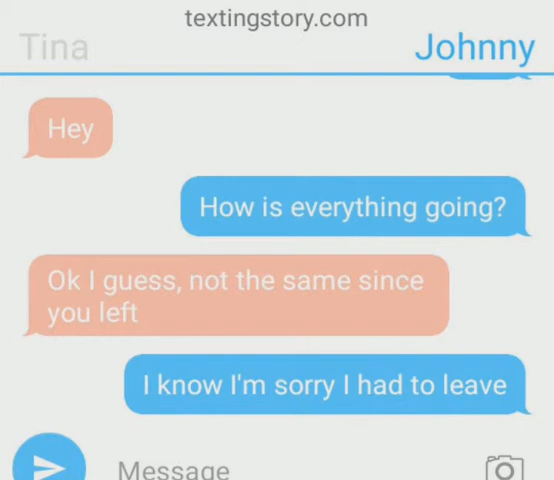 textingstory.com
Tina
Johnny
Hey
How is everything going?
Ok I guess, not the same since
you left
I know I'm sorry I had to leave
Message